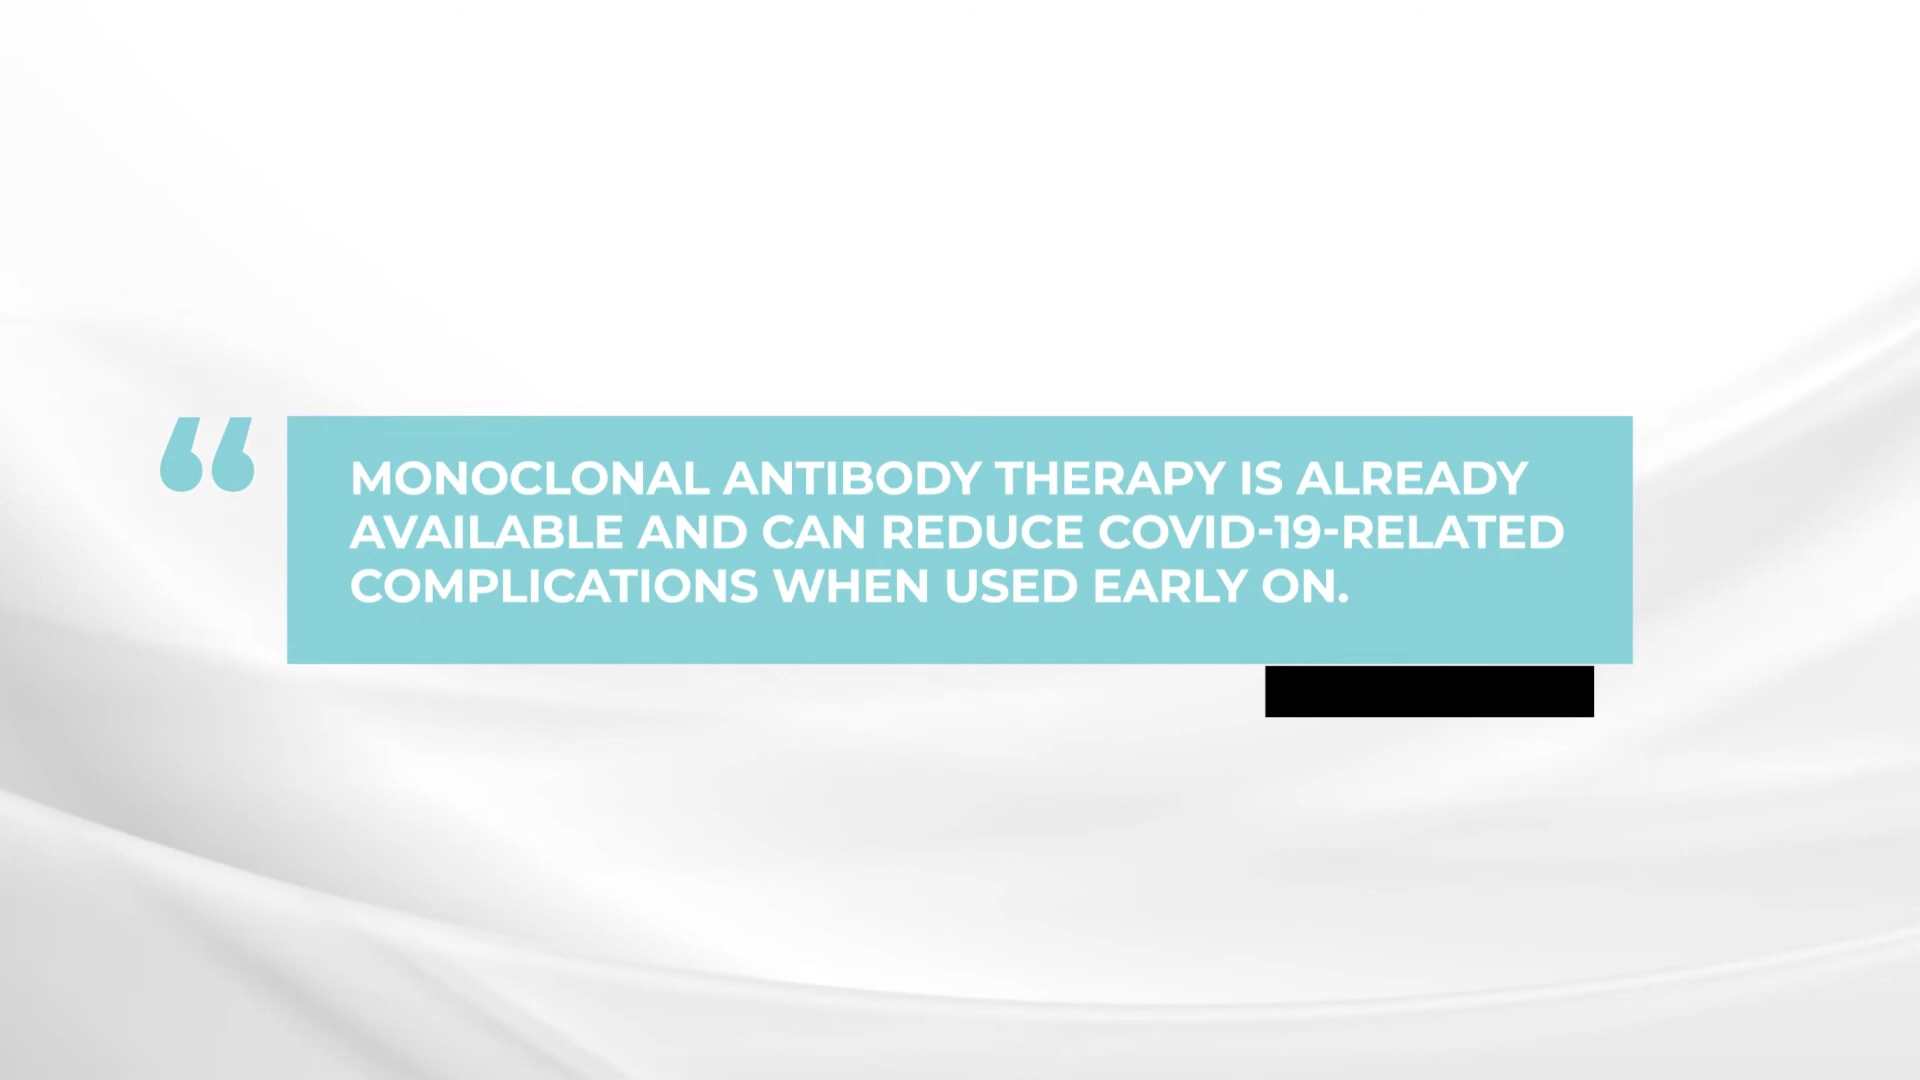 “
MONOCLONAL ANTIBODY THERAPY IS ALREADY
AVAILABLE AND CAN REDUCE COVID-19-RELATED
COMPLICATIONS WHEN USED EARLY ON.